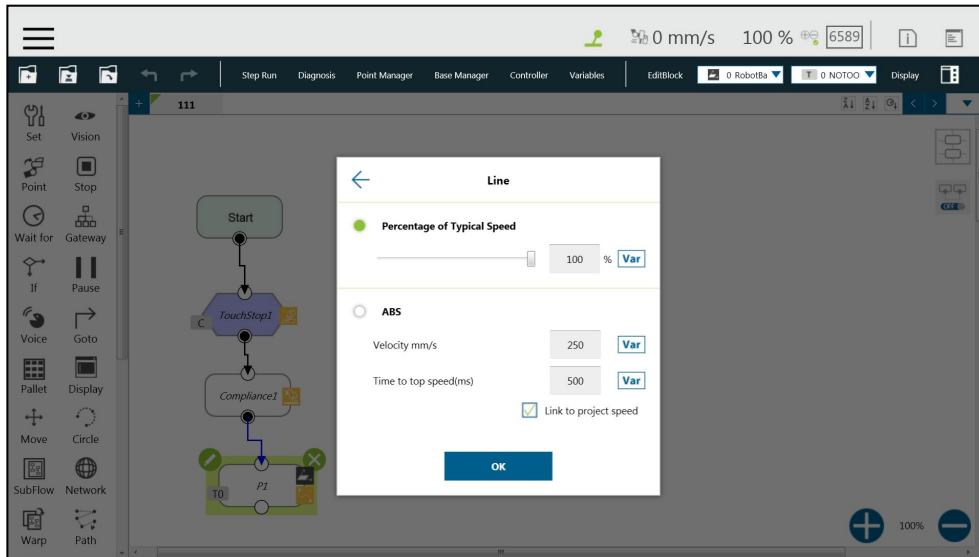 0 mm/s 100 % 6589
Step Run Diagnosis Point Manager Base Manager Controller Variables EditBlock 0 RobotBa T 0 NOTOO Display
111
Set Vision
Point Stop
Wait for Gateway
If Pause
Voice Goto
Pallet Display
Move Circle
SubFlow Network
Warp Path
Start
C TouchStop1
Compliance1
T0 P1
Line
Percentage of Typical Speed
100 % Var
ABS
Velocity mm/s 250 Var
Time to top speed(ms) 500 Var
Link to project speed
OK
OFF
100%